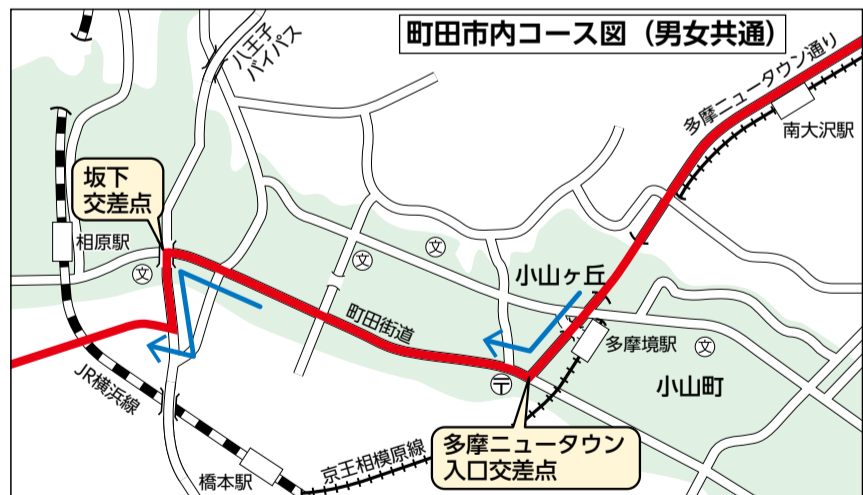 町田市内コース図（男女共通）
八王子
バイパス
多摩ニュータウン通り
南大沢駅
坂下
交差点
相原駅
文
文
文
小山ヶ丘
町田街道
多摩境駅
文
小山町
JR横浜線
〒
多摩ニュータウン
入口交差点
京王相模原線
橋本駅